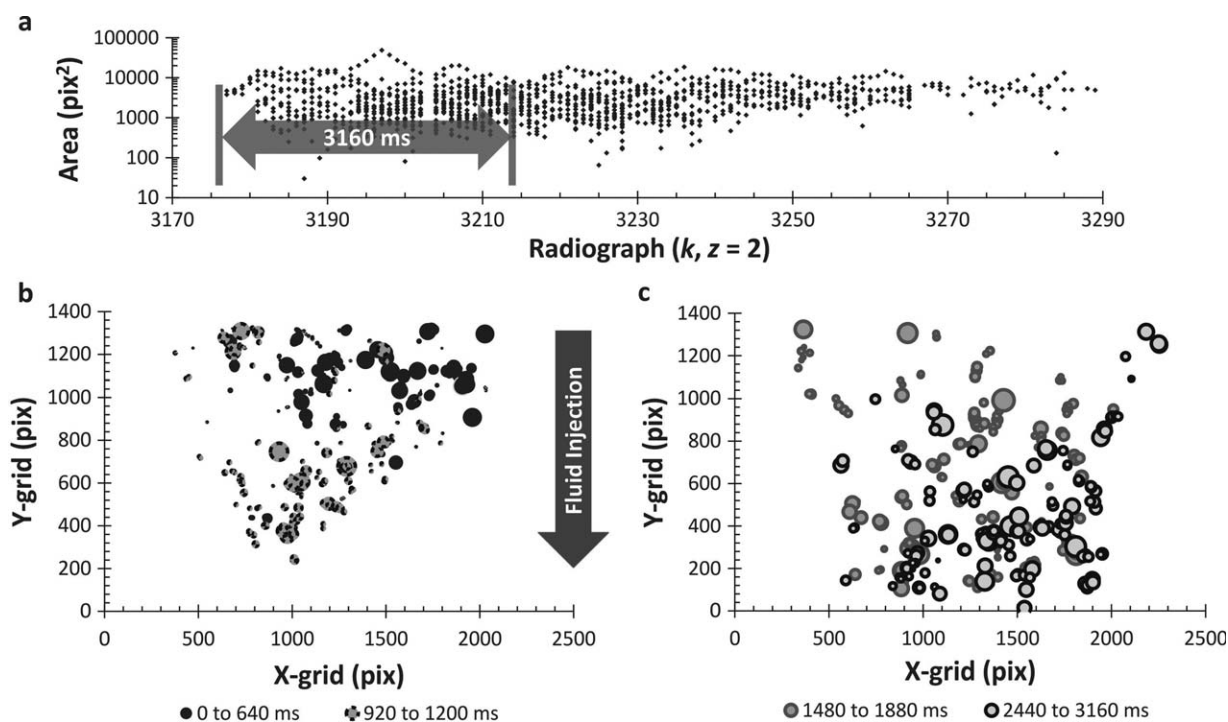 a
Area (pix²)
100000
10000
1000
100
10
3160 ms
3170 3190 3210 3230 3250 3270 3290
Radiograph (k, z = 2)
b
Y-grid (pix)
1400
1200
1000
800
600
400
200
0
Fluid Injection
0 500 1000 1500 2000 2500
X-grid (pix)
0 to 640 ms 920 to 1200 ms
c
Y-grid (pix)
1400
1200
1000
800
600
400
200
0
0 500 1000 1500 2000 2500
X-grid (pix)
1480 to 1880 ms 2440 to 3160 ms